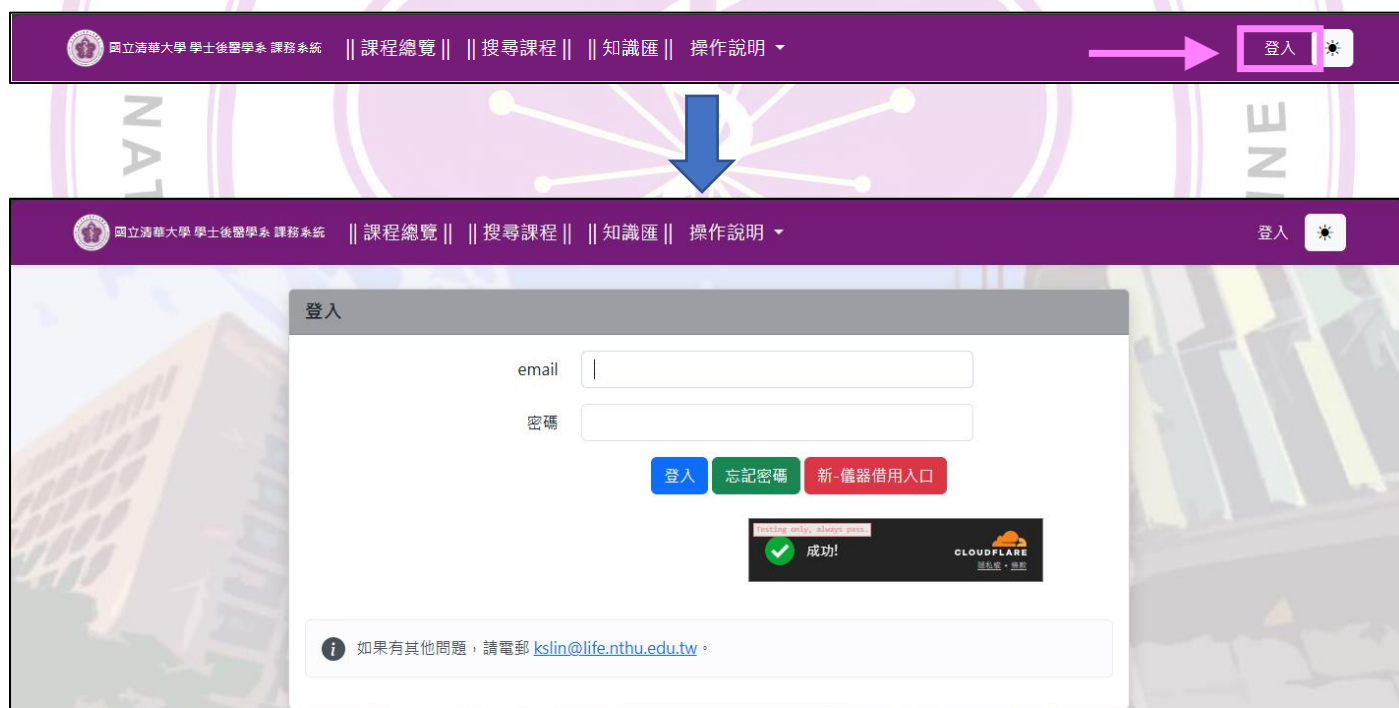 國立清華大學 學士後醫學系 課務系統 || 課程總覽 || || 搜尋課程 || || 知識匯 || 操作說明 登入
NAT
INE
國立清華大學 學士後醫學系 課務系統 || 課程總覽 || || 搜尋課程 || || 知識匯 || 操作說明 登入
登入
email
密碼
登入 忘記密碼 新-儀器借用入口
Testing only, always pass.
成功!
CLOUDFLARE
隱私權 • 條款
如果有其他問題，請電郵 kslin@life.nthu.edu.tw。